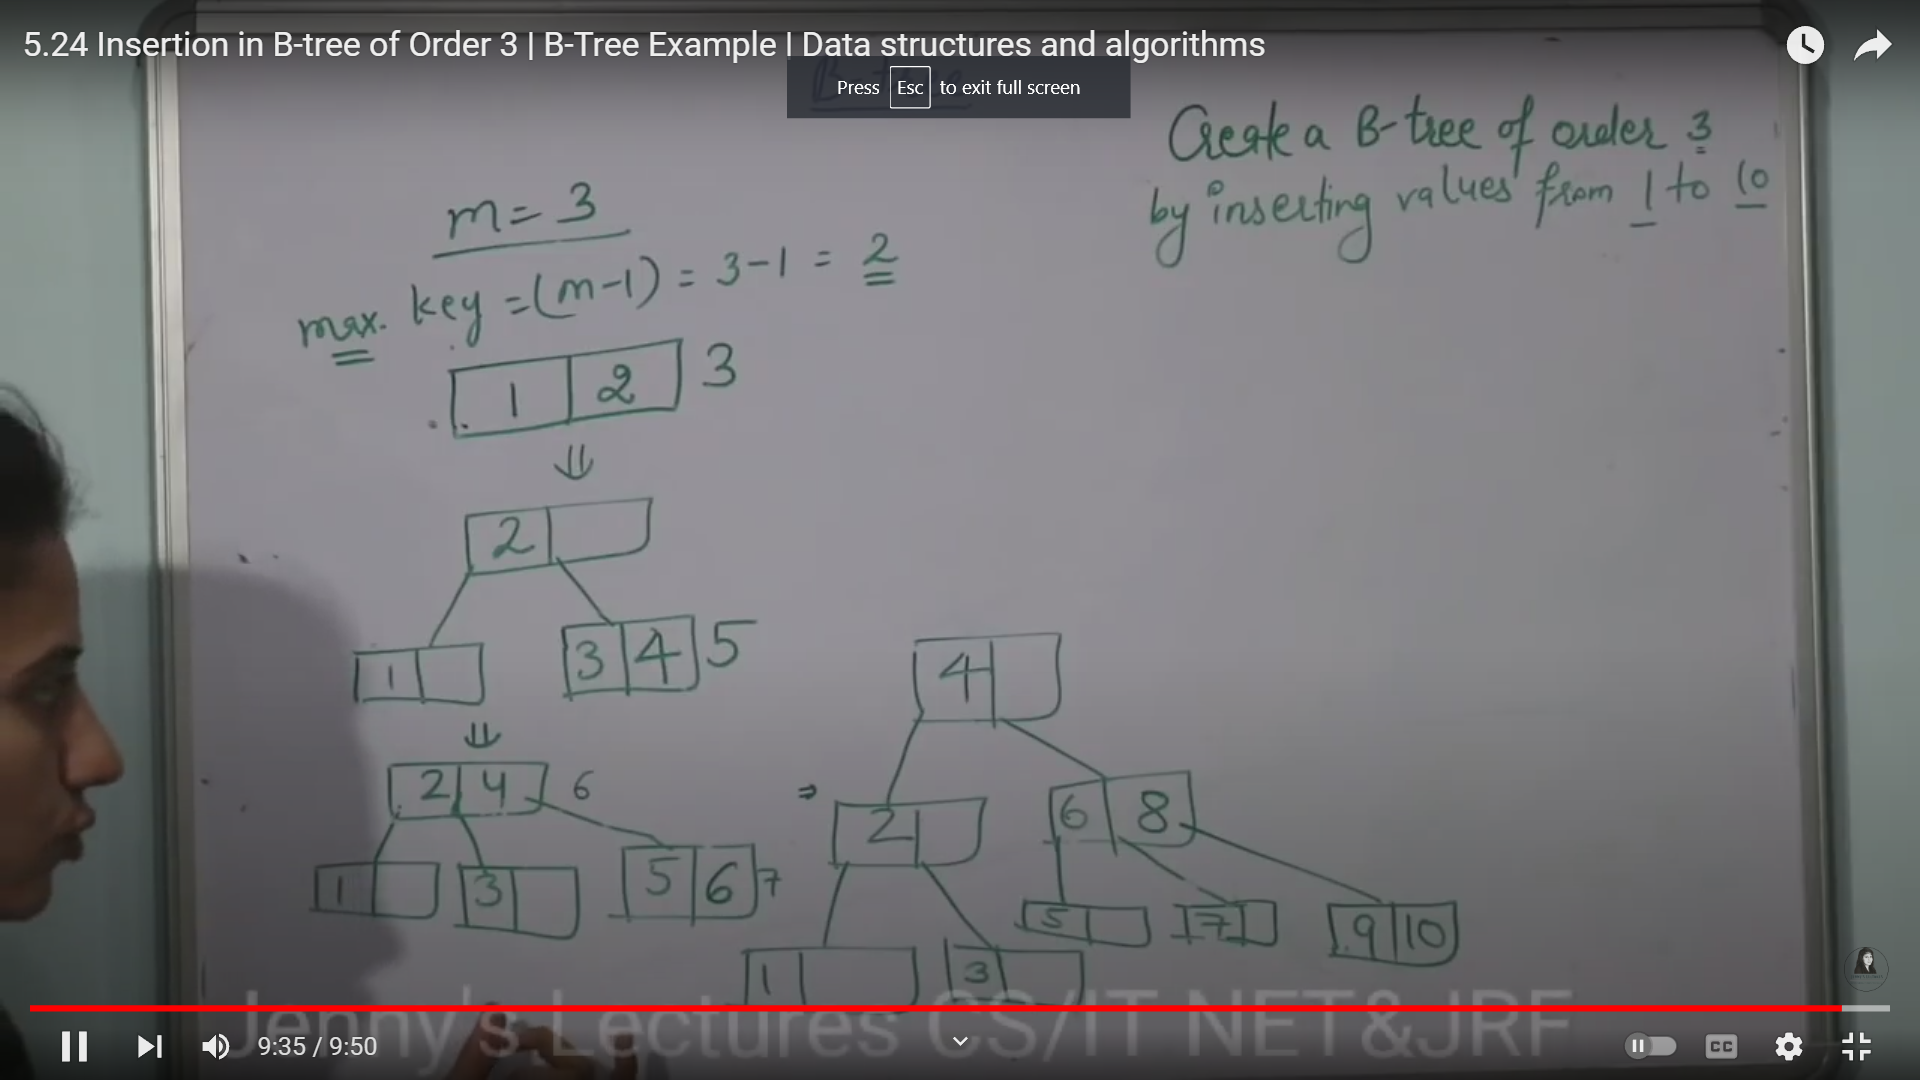 5.24 Insertion in B-tree of Order 3 | B-Tree Example I Data structures and algorithms
Press Esc to exit full screen
Create a B-tree of order 3
by inserting values from 1 to 10
m = 3
max. key = (m-1) = 3-1 = 2
1 2 3
⇓
2
1 3 4 5
⇓
2 4 6
1 3 5 6 7
⇒
4
2 6 8
1 3 5 7 9 10
Jenny's Lectures CS/IT NET&JRF
9:35 / 9:50
CC